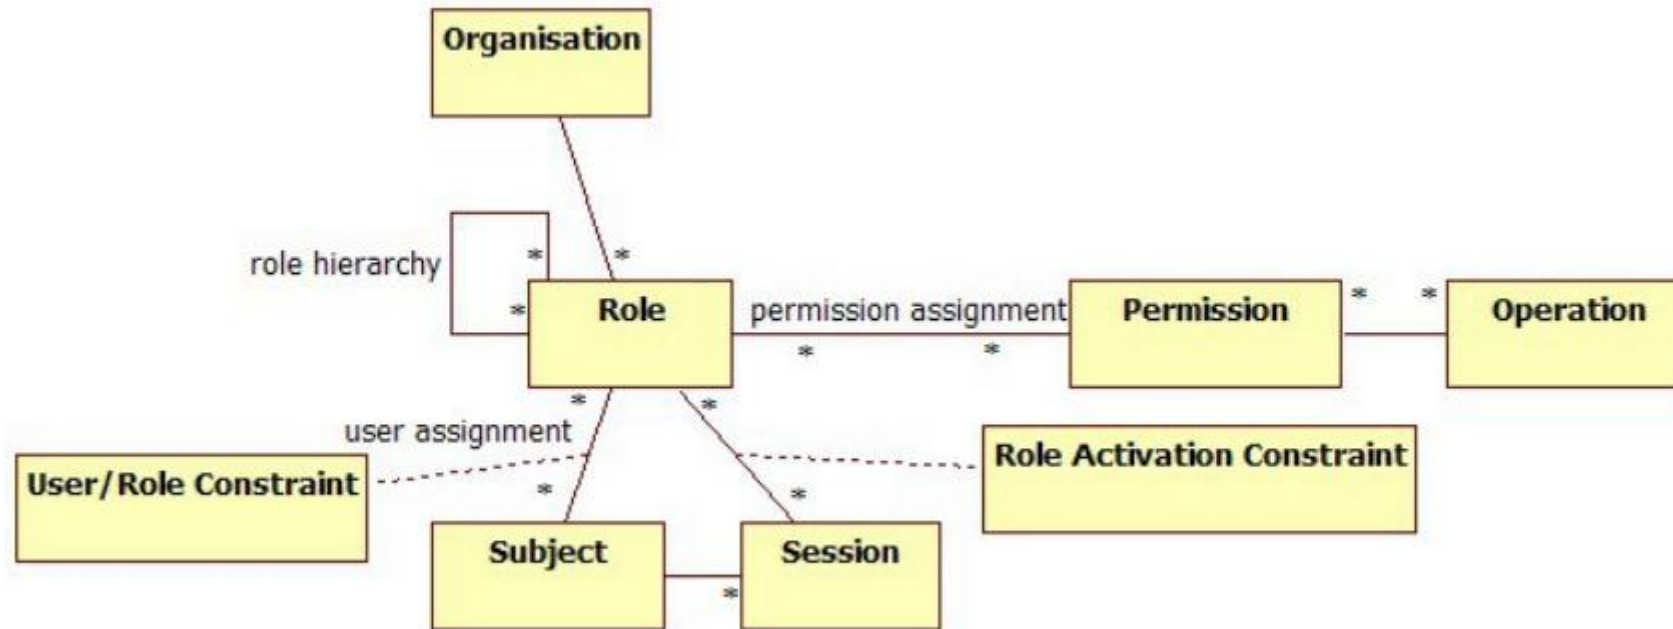 Organisation
*
role hierarchy
*
*
Role
permission assignment
*
*
Permission
*
*
Operation
*
user assignment
*
*
*
User/Role Constraint
Role Activation Constraint
Subject
*
Session